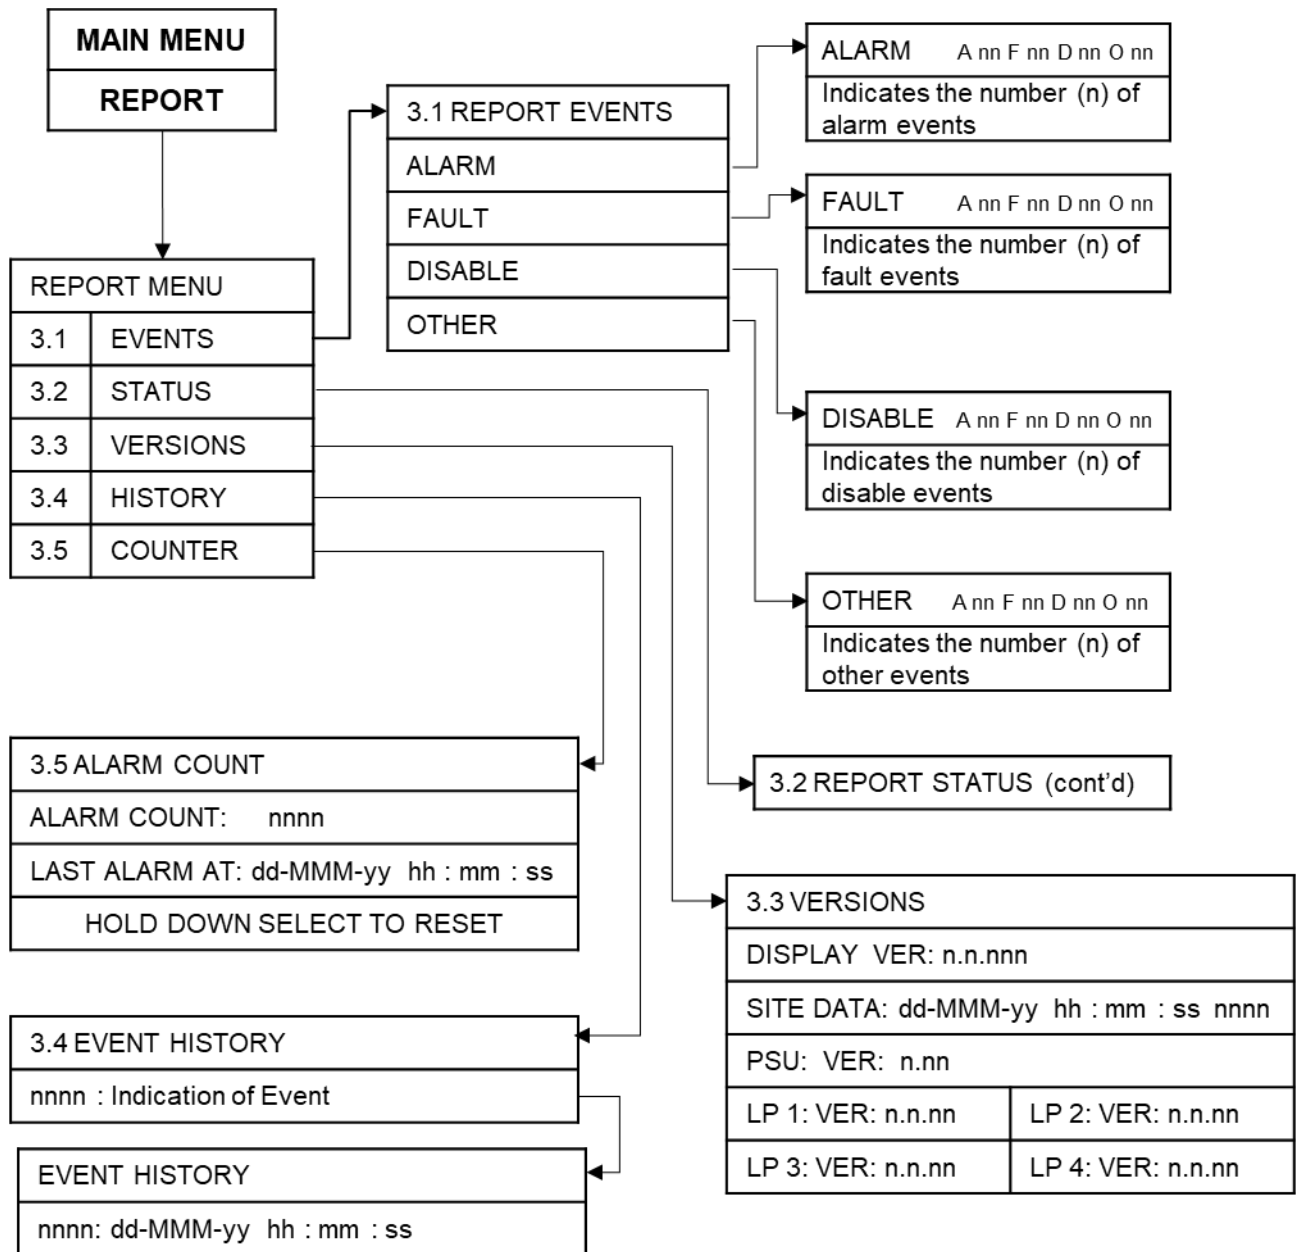 MAIN MENU
REPORT
REPORT MENU
3.1 EVENTS
3.2 STATUS
3.3 VERSIONS
3.4 HISTORY
3.5 COUNTER
3.1 REPORT EVENTS
ALARM
FAULT
DISABLE
OTHER
ALARM A nn F nn D nn O nn
Indicates the number (n) of
alarm events
FAULT A nn F nn D nn O nn
Indicates the number (n) of
fault events
DISABLE A nn F nn D nn O nn
Indicates the number (n) of
disable events
OTHER A nn F nn D nn O nn
Indicates the number (n) of
other events
3.2 REPORT STATUS (cont’d)
3.3 VERSIONS
DISPLAY VER: n.n.nnn
SITE DATA: dd-MMM-yy hh : mm : ss nnnn
PSU: VER: n.nn
LP 1: VER: n.n.nn LP 2: VER: n.n.nn
LP 3: VER: n.n.nn LP 4: VER: n.n.nn
3.5 ALARM COUNT
ALARM COUNT: nnnn
LAST ALARM AT: dd-MMM-yy hh : mm : ss
HOLD DOWN SELECT TO RESET
3.4 EVENT HISTORY
nnnn : Indication of Event
EVENT HISTORY
nnnn: dd-MMM-yy hh : mm : ss